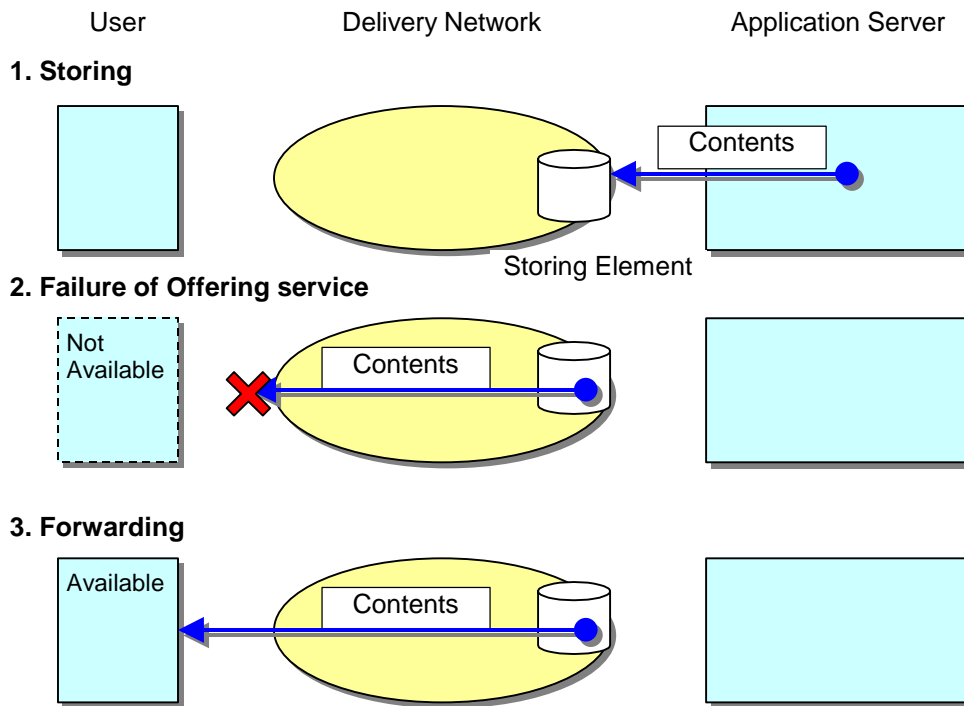 User Delivery Network Application Server
1. Storing
Contents
Storing Element
2. Failure of Offering service
Not
Available
Contents
3. Forwarding
Available
Contents